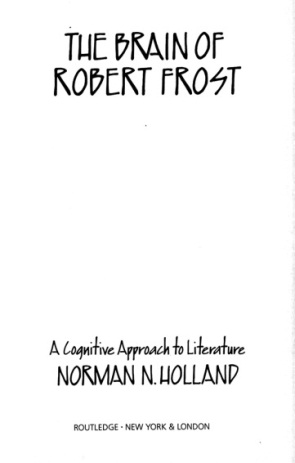 THE BRAIN OF
ROBERT FROST
A Cognitive Approach to Literature
NORMAN N. HOLLAND
ROUTLEDGE · NEW YORK & LONDON